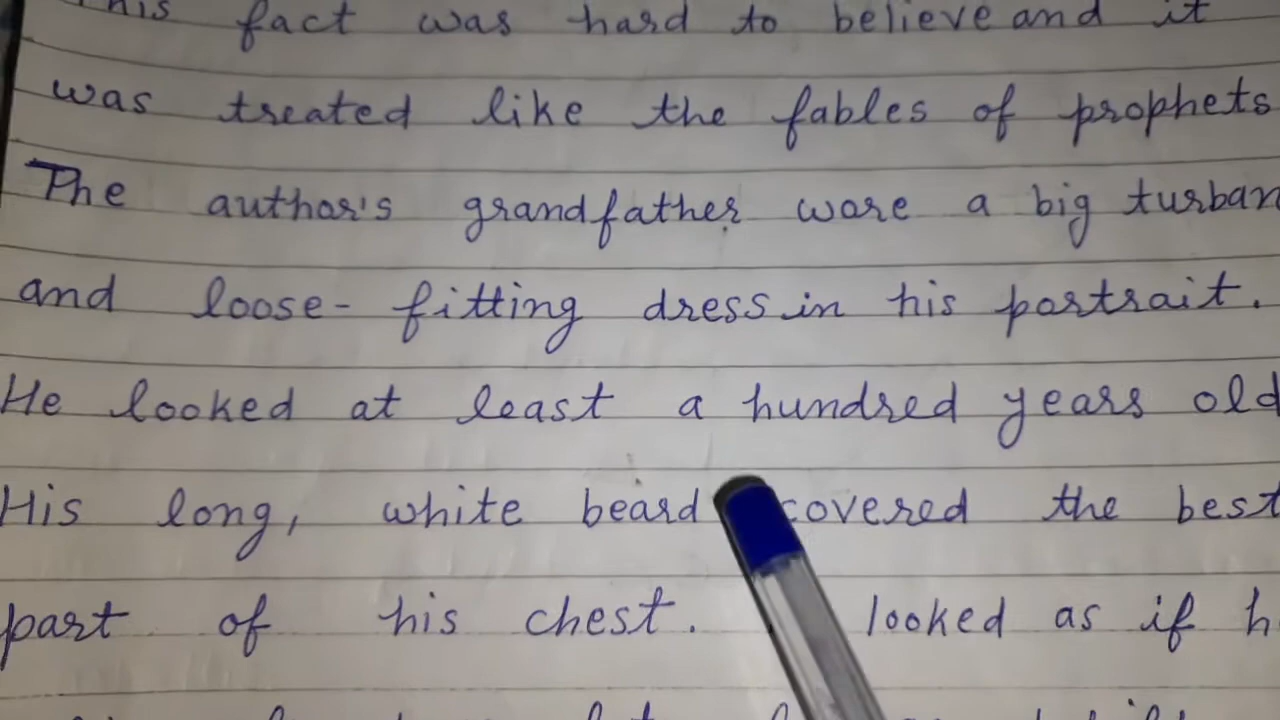 This fact was hard to believe and it
was treated like the fables of prophets
The author's grandfather wore a big turban
and loose-fitting dress in his portrait.
He looked at least a hundred years old
His long, white beard covered the best
part of his chest. looked as if